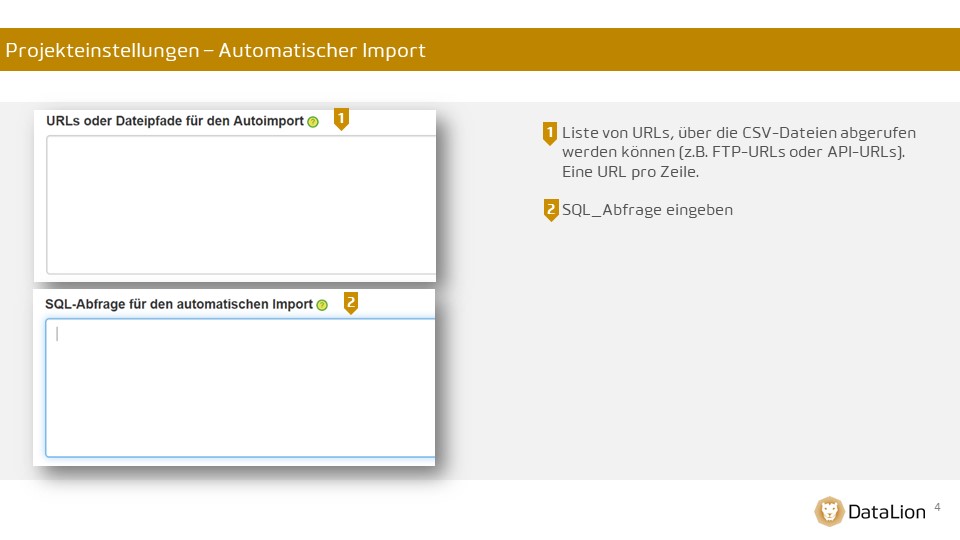 Projekteinstellungen – Automatischer Import
URLs oder Dateipfade für den Autoimport ? 1
1 Liste von URLs, über die CSV-Dateien abgerufen
werden können (z.B. FTP-URLs oder API-URLs).
Eine URL pro Zeile.
2 SQL_Abfrage eingeben
SQL-Abfrage für den automatischen Import ? 2
DataLion 4